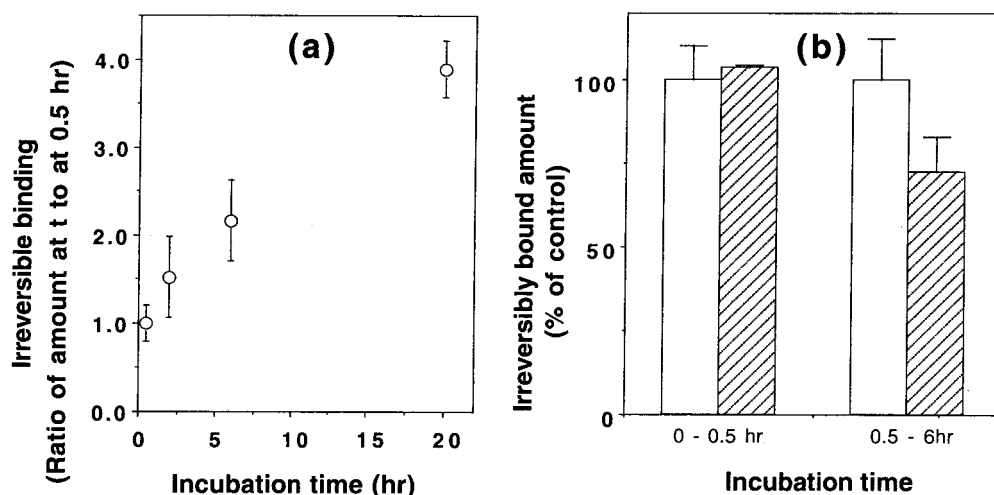 (a)
Irreversible binding
(Ratio of amount at t to at 0.5 hr)
4.0
3.0
2.0
1.0
0.0
0
5
10
15
20
Incubation time (hr)
(b)
Irreversibly bound amount
(% of control)
100
50
0
0 - 0.5 hr
0.5 - 6hr
Incubation time